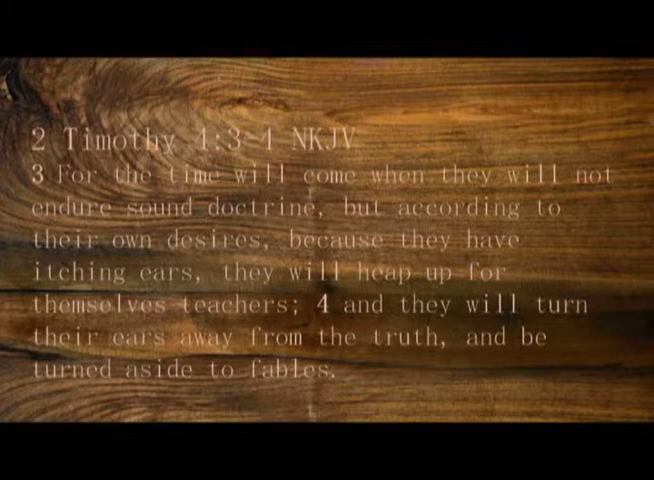 2 Timothy 4:3-4 NKJV
3 For the time will come when they will not
endure sound doctrine, but according to
their own desires, because they have
itching ears, they will heap up for
themselves teachers; 4 and they will turn
their ears away from the truth, and be
turned aside to fables.